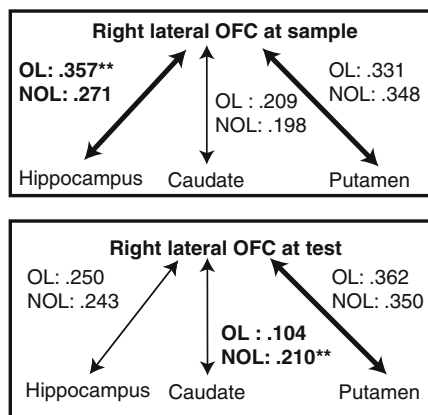 Right lateral OFC at sample
OL: .357**
NOL: .271
OL: .331
NOL: .348
OL : .209
NOL: .198
Hippocampus Caudate Putamen
Right lateral OFC at test
OL: .250
NOL: .243
OL: .362
NOL: .350
OL : .104
NOL: .210**
Hippocampus Caudate Putamen